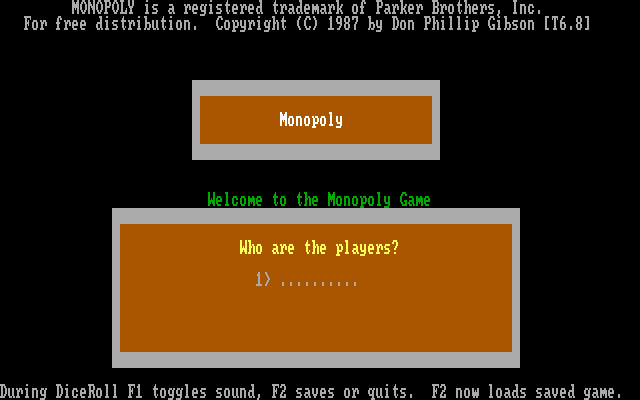 MONOPOLY is a registered trademark of Parker Brothers, Inc.
For free distribution.  Copyright (C) 1987 by Don Phillip Gibson [T6.8]
Monopoly
Welcome to the Monopoly Game
Who are the players?
1> ..........
During DiceRoll F1 toggles sound, F2 saves or quits.  F2 now loads saved game.